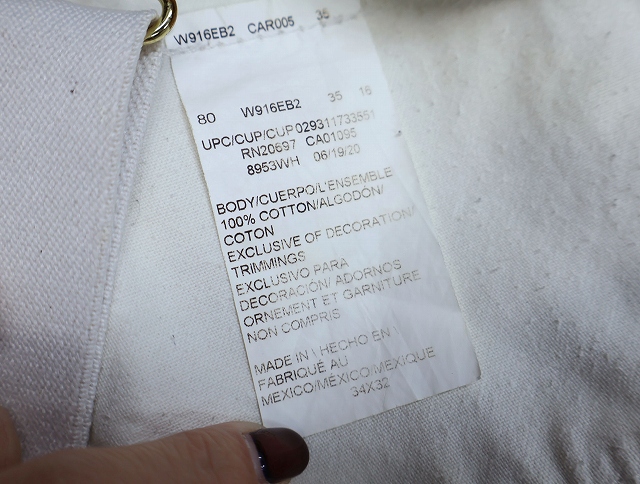 W916EB2 CAR005 35
80 W916EB2 35 16
UPC/CUP/CUP029311733551
RN20697 CA01095
8953WH 06/19/20
BODY/CUERPO/L'ENSEMBLE
100% COTTON/ALGODÓN/
COTON
EXCLUSIVE OF DECORATION/
TRIMMINGS
EXCLUSIVO PARA
DECORACIÓN/ ADORNOS
ORNEMENT ET GARNITURE
NON COMPRIS
MADE IN \ HECHO EN \
FABRIQUÉ AU
MEXICO/MÉXICO/MEXIQUE
34X32